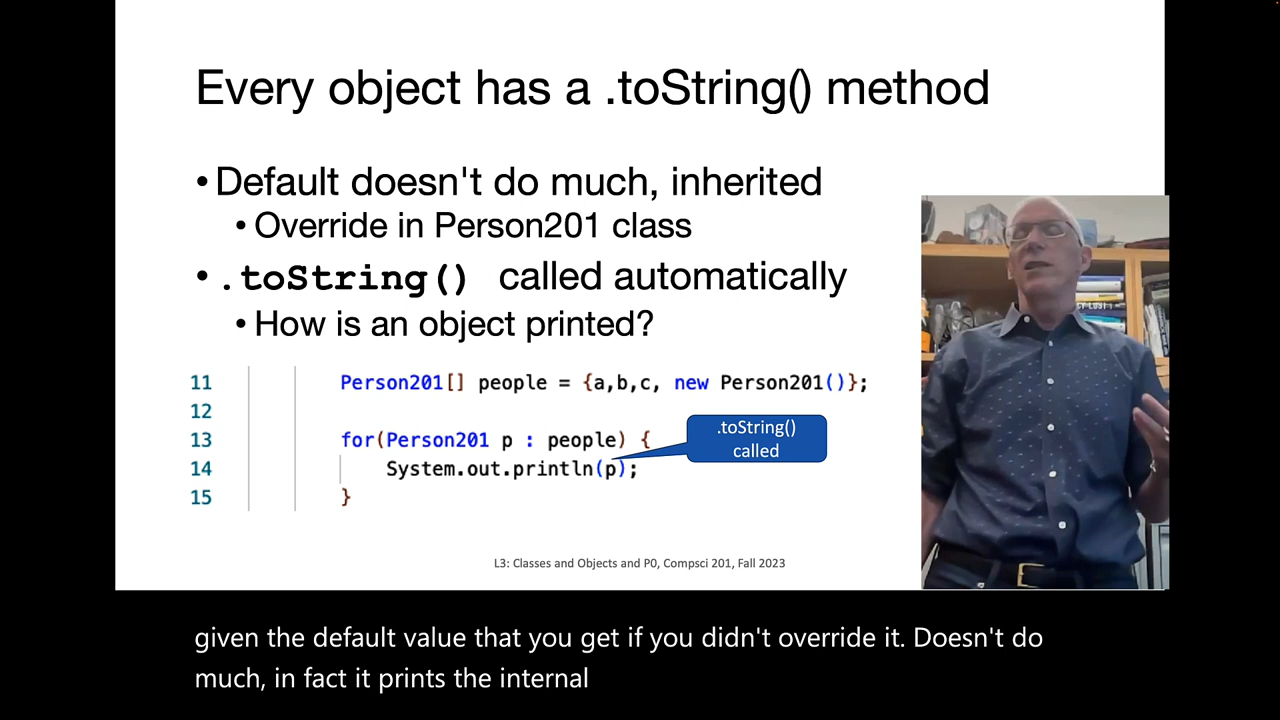 Every object has a .toString() method
• Default doesn't do much, inherited
• Override in Person201 class
• .toString() called automatically
• How is an object printed?
11 Person201[] people = {a,b,c, new Person201()};
12
13 for(Person201 p : people) {
14 System.out.println(p);
15 }
.toString()
called
L3: Classes and Objects and P0, Compsci 201, Fall 2023
given the default value that you get if you didn't override it. Doesn't do
much, in fact it prints the internal